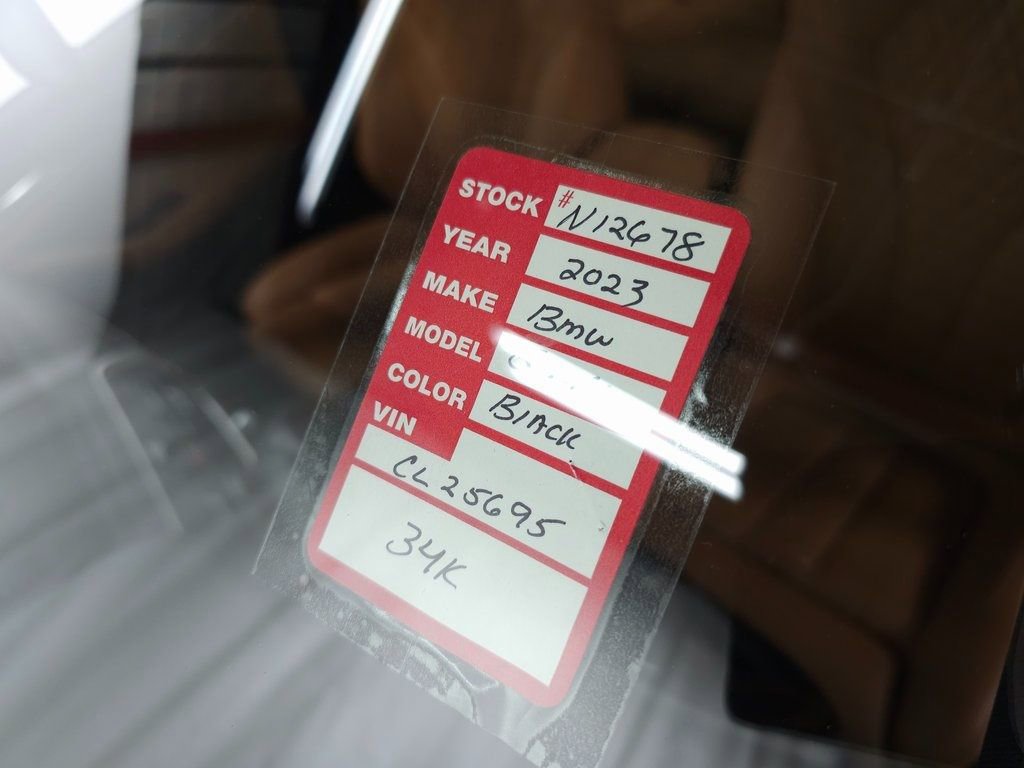 STOCK #N12678
YEAR 2023
MAKE Bmw
MODEL
COLOR BlACK
VIN CL25695
34K